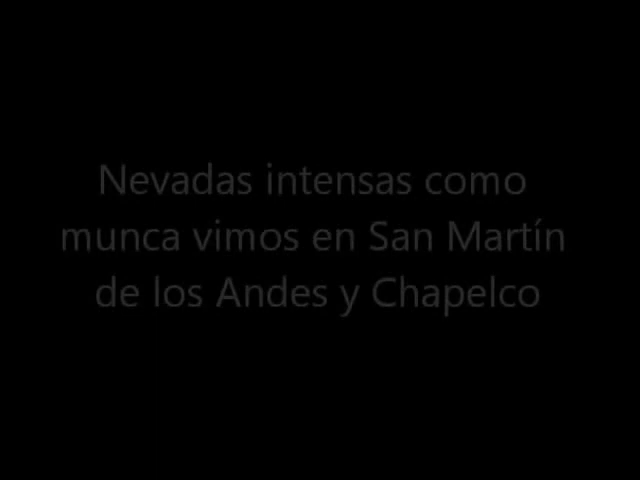 Nevadas intensas como
munca vimos en San Martín
de los Andes y Chapelco